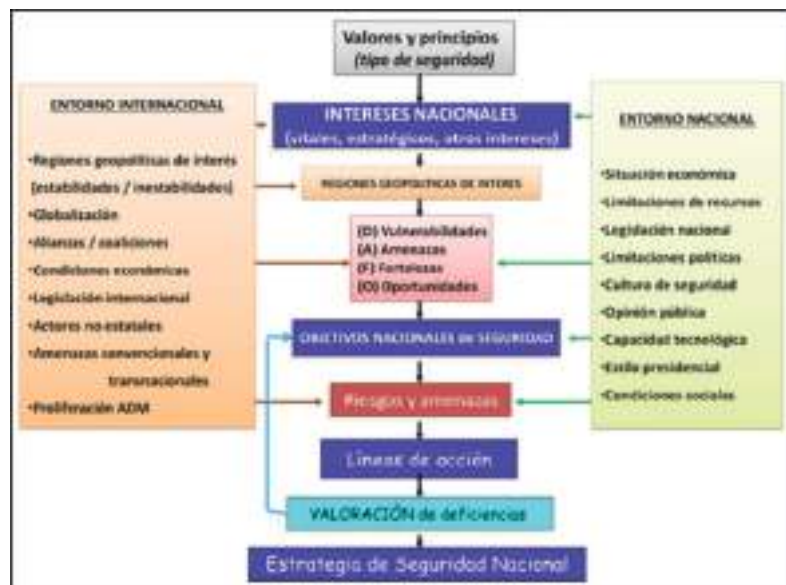 Valores y principios
(tipo de seguridad)
ENTORNO INTERNACIONAL
•Regiones geopolíticas de interés
(estabilidades / inestabilidades)
•Globalización
•Alianzas / coaliciones
•Condiciones económicas
•Legislación internacional
•Actores no estatales
•Amenazas convencionales y
transnacionales
•Proliferación ADM
INTERESES NACIONALES
(vitales, estratégicos, otros intereses)
REGIONES GEOPOLITICAS DE INTERES
(D) Vulnerabilidades
(A) Amenazas
(F) Fortalezas
(O) Oportunidades
OBJETIVOS NACIONALES de SEGURIDAD
Riesgos y amenazas
Líneas de acción
VALORACIÓN de deficiencias
Estrategia de Seguridad Nacional
ENTORNO NACIONAL
•Situación económica
•Limitaciones de recursos
•Legislación nacional
•Limitaciones políticas
•Cultura de seguridad
•Opinión pública
•Capacidad tecnológica
•Estilo presidencial
•Condiciones sociales